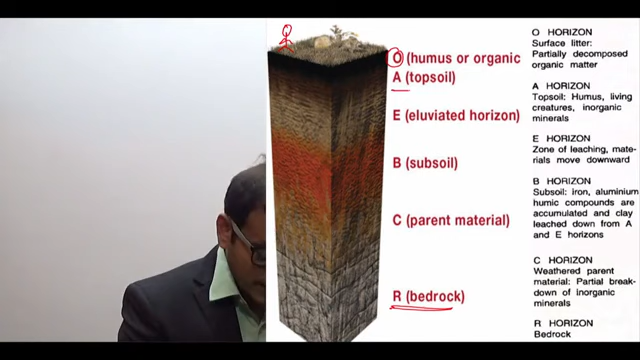 O (humus or organic
A (topsoil)
E (eluviated horizon)
B (subsoil)
C (parent material)
R (bedrock)
O HORIZON
Surface litter:
Partially decomposed
organic matter
A HORIZON
Topsoil: Humus, living
creatures, inorganic
minerals
E HORIZON
Zone of leaching, mate-
rials move downward
B HORIZON
Subsoil: iron, aluminium
humic compounds are
accumulated and clay
leached down from A
and E horizons
C HORIZON
Weathered parent
material: Partial break-
down of inorganic
minerals
R HORIZON
Bedrock